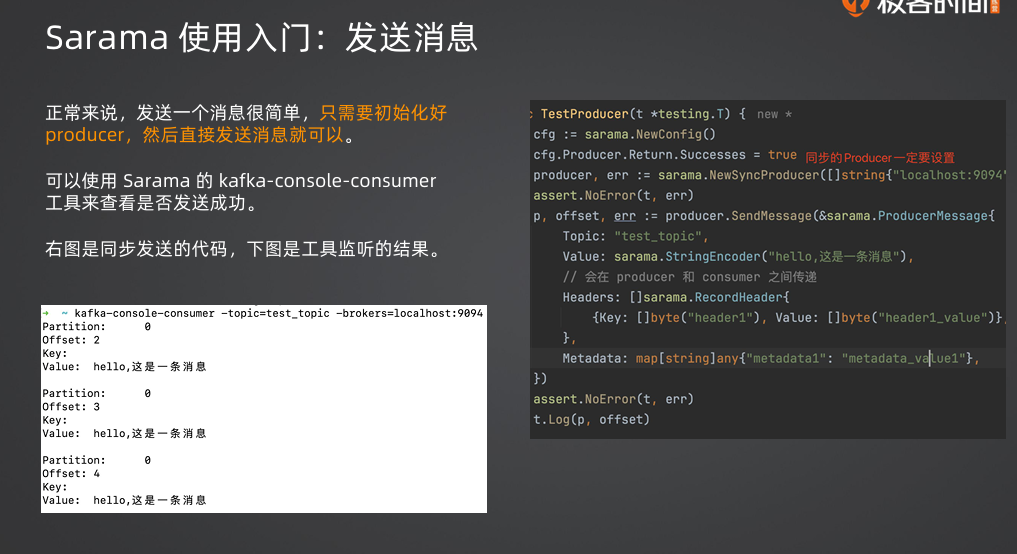 极客时间
Sarama 使用入门：发送消息
正常来说，发送一个消息很简单，只需要初始化好
producer，然后直接发送消息就可以。
可以使用 Sarama 的 kafka-console-consumer
工具来查看是否发送成功。
右图是同步发送的代码，下图是工具监听的结果。
➜ ~ kafka-console-consumer -topic=test_topic -brokers=localhost:9094
Partition: 0
Offset: 2
Key:
Value: hello,这是一条消息
Partition: 0
Offset: 3
Key:
Value: hello,这是一条消息
Partition: 0
Offset: 4
Key:
Value: hello,这是一条消息
TestProducer(t *testing.T) { new *
cfg := sarama.NewConfig()
cfg.Producer.Return.Successes = true 同步的Producer一定要设置
producer, err := sarama.NewSyncProducer([]string{"localhost:9094"
assert.NoError(t, err)
p, offset, err := producer.SendMessage(&sarama.ProducerMessage{
Topic: "test_topic",
Value: sarama.StringEncoder("hello,这是一条消息"),
// 会在 producer 和 consumer 之间传递
Headers: []sarama.RecordHeader{
{Key: []byte("header1"), Value: []byte("header1_value")},
},
Metadata: map[string]any{"metadata1": "metadata_value1"},
})
assert.NoError(t, err)
t.Log(p, offset)